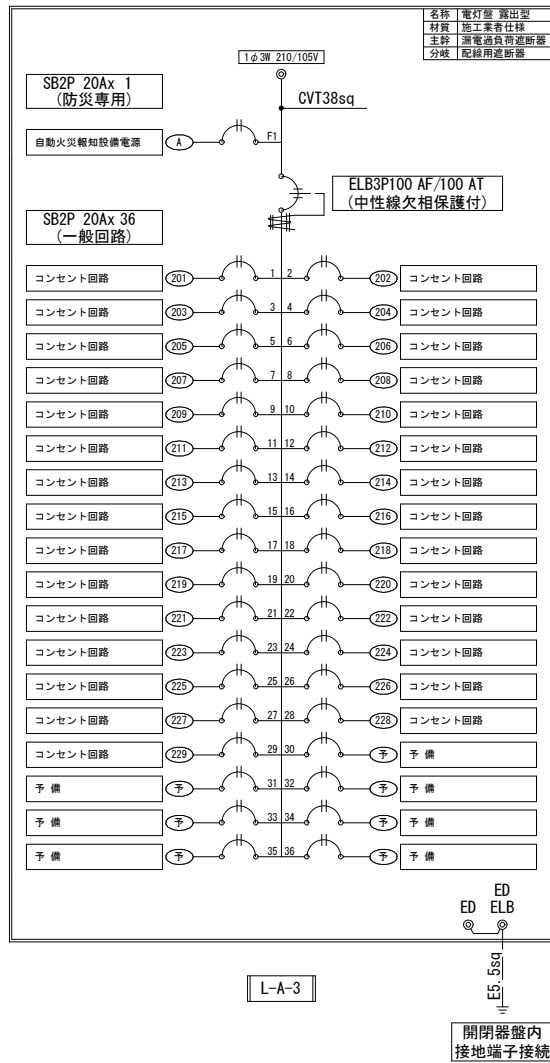 名称 電灯盤 露出型
材質 施工業者仕様
主幹 漏電過負荷遮断器
分岐 配線用遮断器
1φ3W 210/105V
SB2P 20Ax 1
(防災専用)
CVT38sq
自動火災報知設備電源 A F1
ELB3P100 AF/100 AT
(中性線欠相保護付)
SB2P 20Ax 36
(一般回路)
コンセント回路 201 1 2 202 コンセント回路
コンセント回路 203 3 4 204 コンセント回路
コンセント回路 205 5 6 206 コンセント回路
コンセント回路 207 7 8 208 コンセント回路
コンセント回路 209 9 10 210 コンセント回路
コンセント回路 211 11 12 212 コンセント回路
コンセント回路 213 13 14 214 コンセント回路
コンセント回路 215 15 16 216 コンセント回路
コンセント回路 217 17 18 218 コンセント回路
コンセント回路 219 19 20 220 コンセント回路
コンセント回路 221 21 22 222 コンセント回路
コンセント回路 223 23 24 224 コンセント回路
コンセント回路 225 25 26 226 コンセント回路
コンセント回路 227 27 28 228 コンセント回路
コンセント回路 229 29 30 予 予 備
予 備 予 31 32 予 予 備
予 備 予 33 34 予 予 備
予 備 予 35 36 予 予 備
ED
ED ELB
E5.5sq
L-A-3
開閉器盤内
接地端子接続